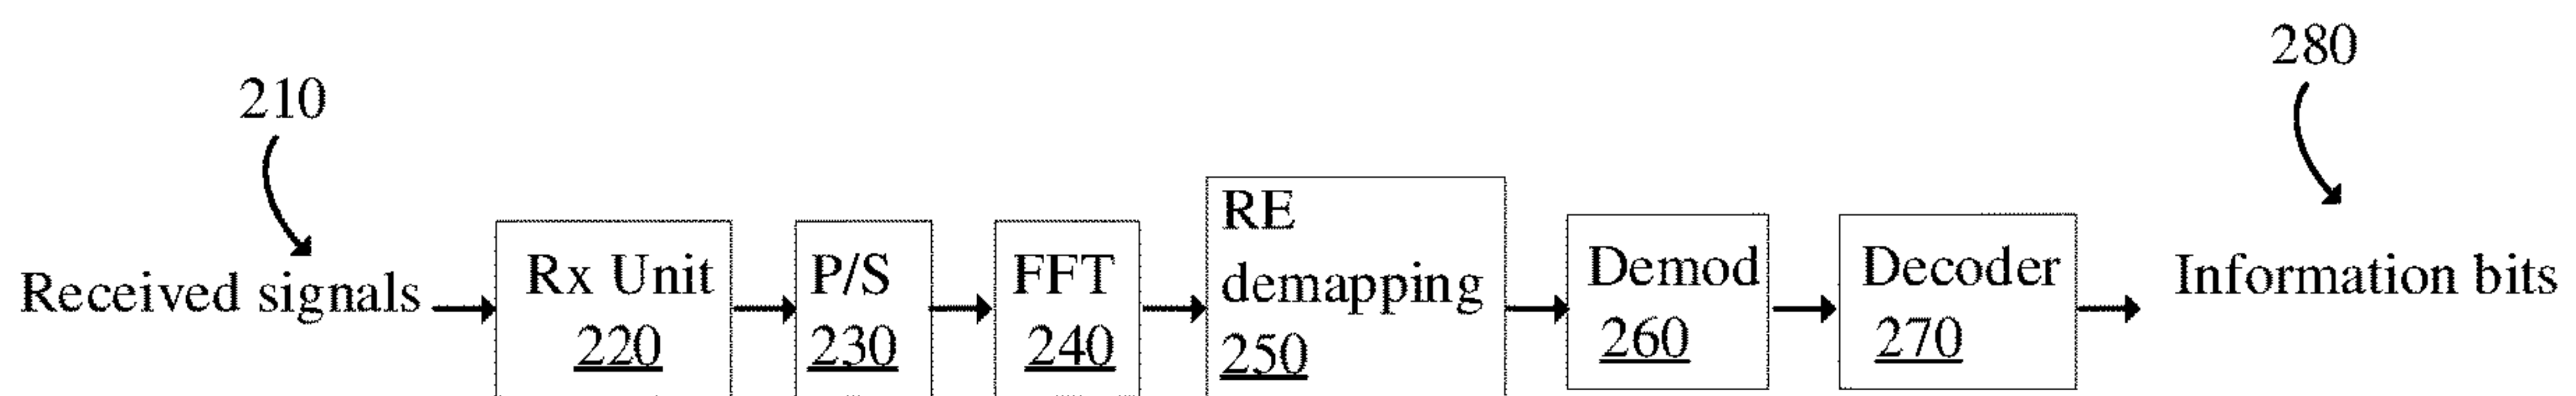 280
210
Received signals
Rx Unit
220
P/S
230
FFT
240
RE
demapping
250
Demod
260
Decoder
270
Information bits